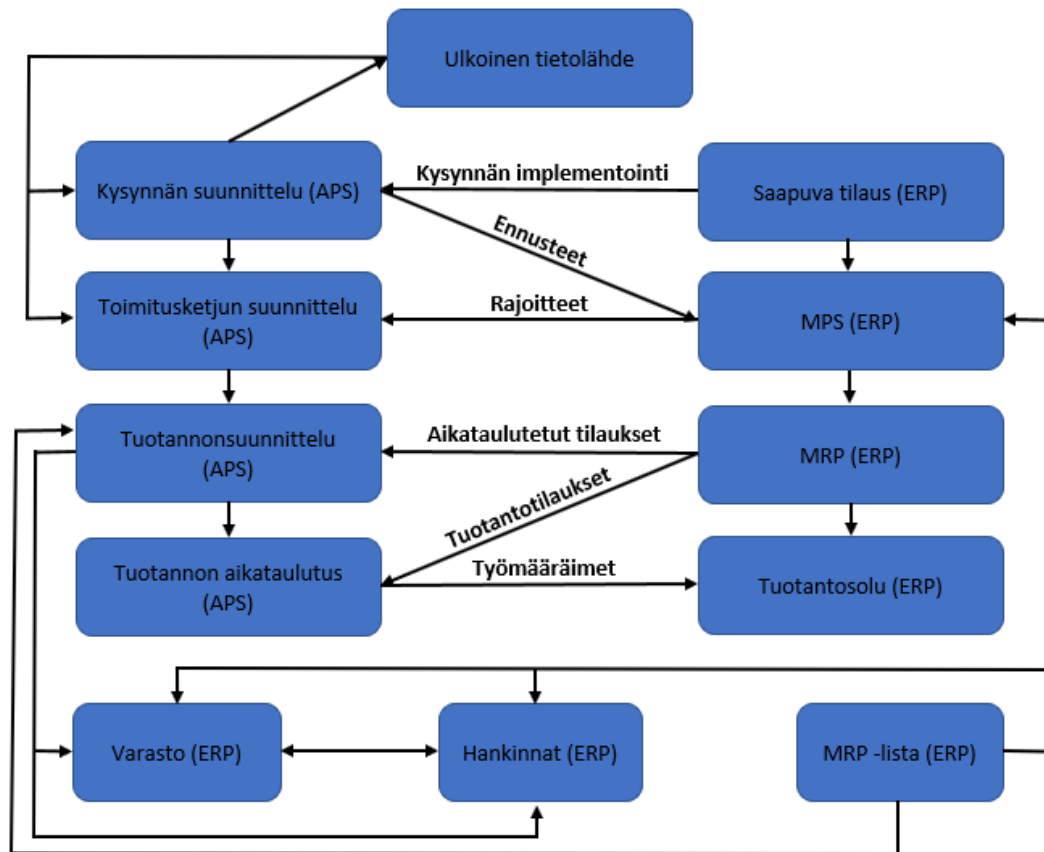 Ulkoinen tietolähde
Kysynnän suunnittelu (APS)
Kysynnän implementointi
Saapuva tilaus (ERP)
Ennusteet
Toimitusketjun suunnittelu
(APS)
Rajoitteet
MPS (ERP)
Tuotannonsuunnittelu
(APS)
Aikataulutetut tilaukset
MRP (ERP)
Tuotantotilaukset
Tuotannon aikataulutus
(APS)
Työmääräimet
Tuotantosolu (ERP)
Varasto (ERP)
Hankinnat (ERP)
MRP -lista (ERP)